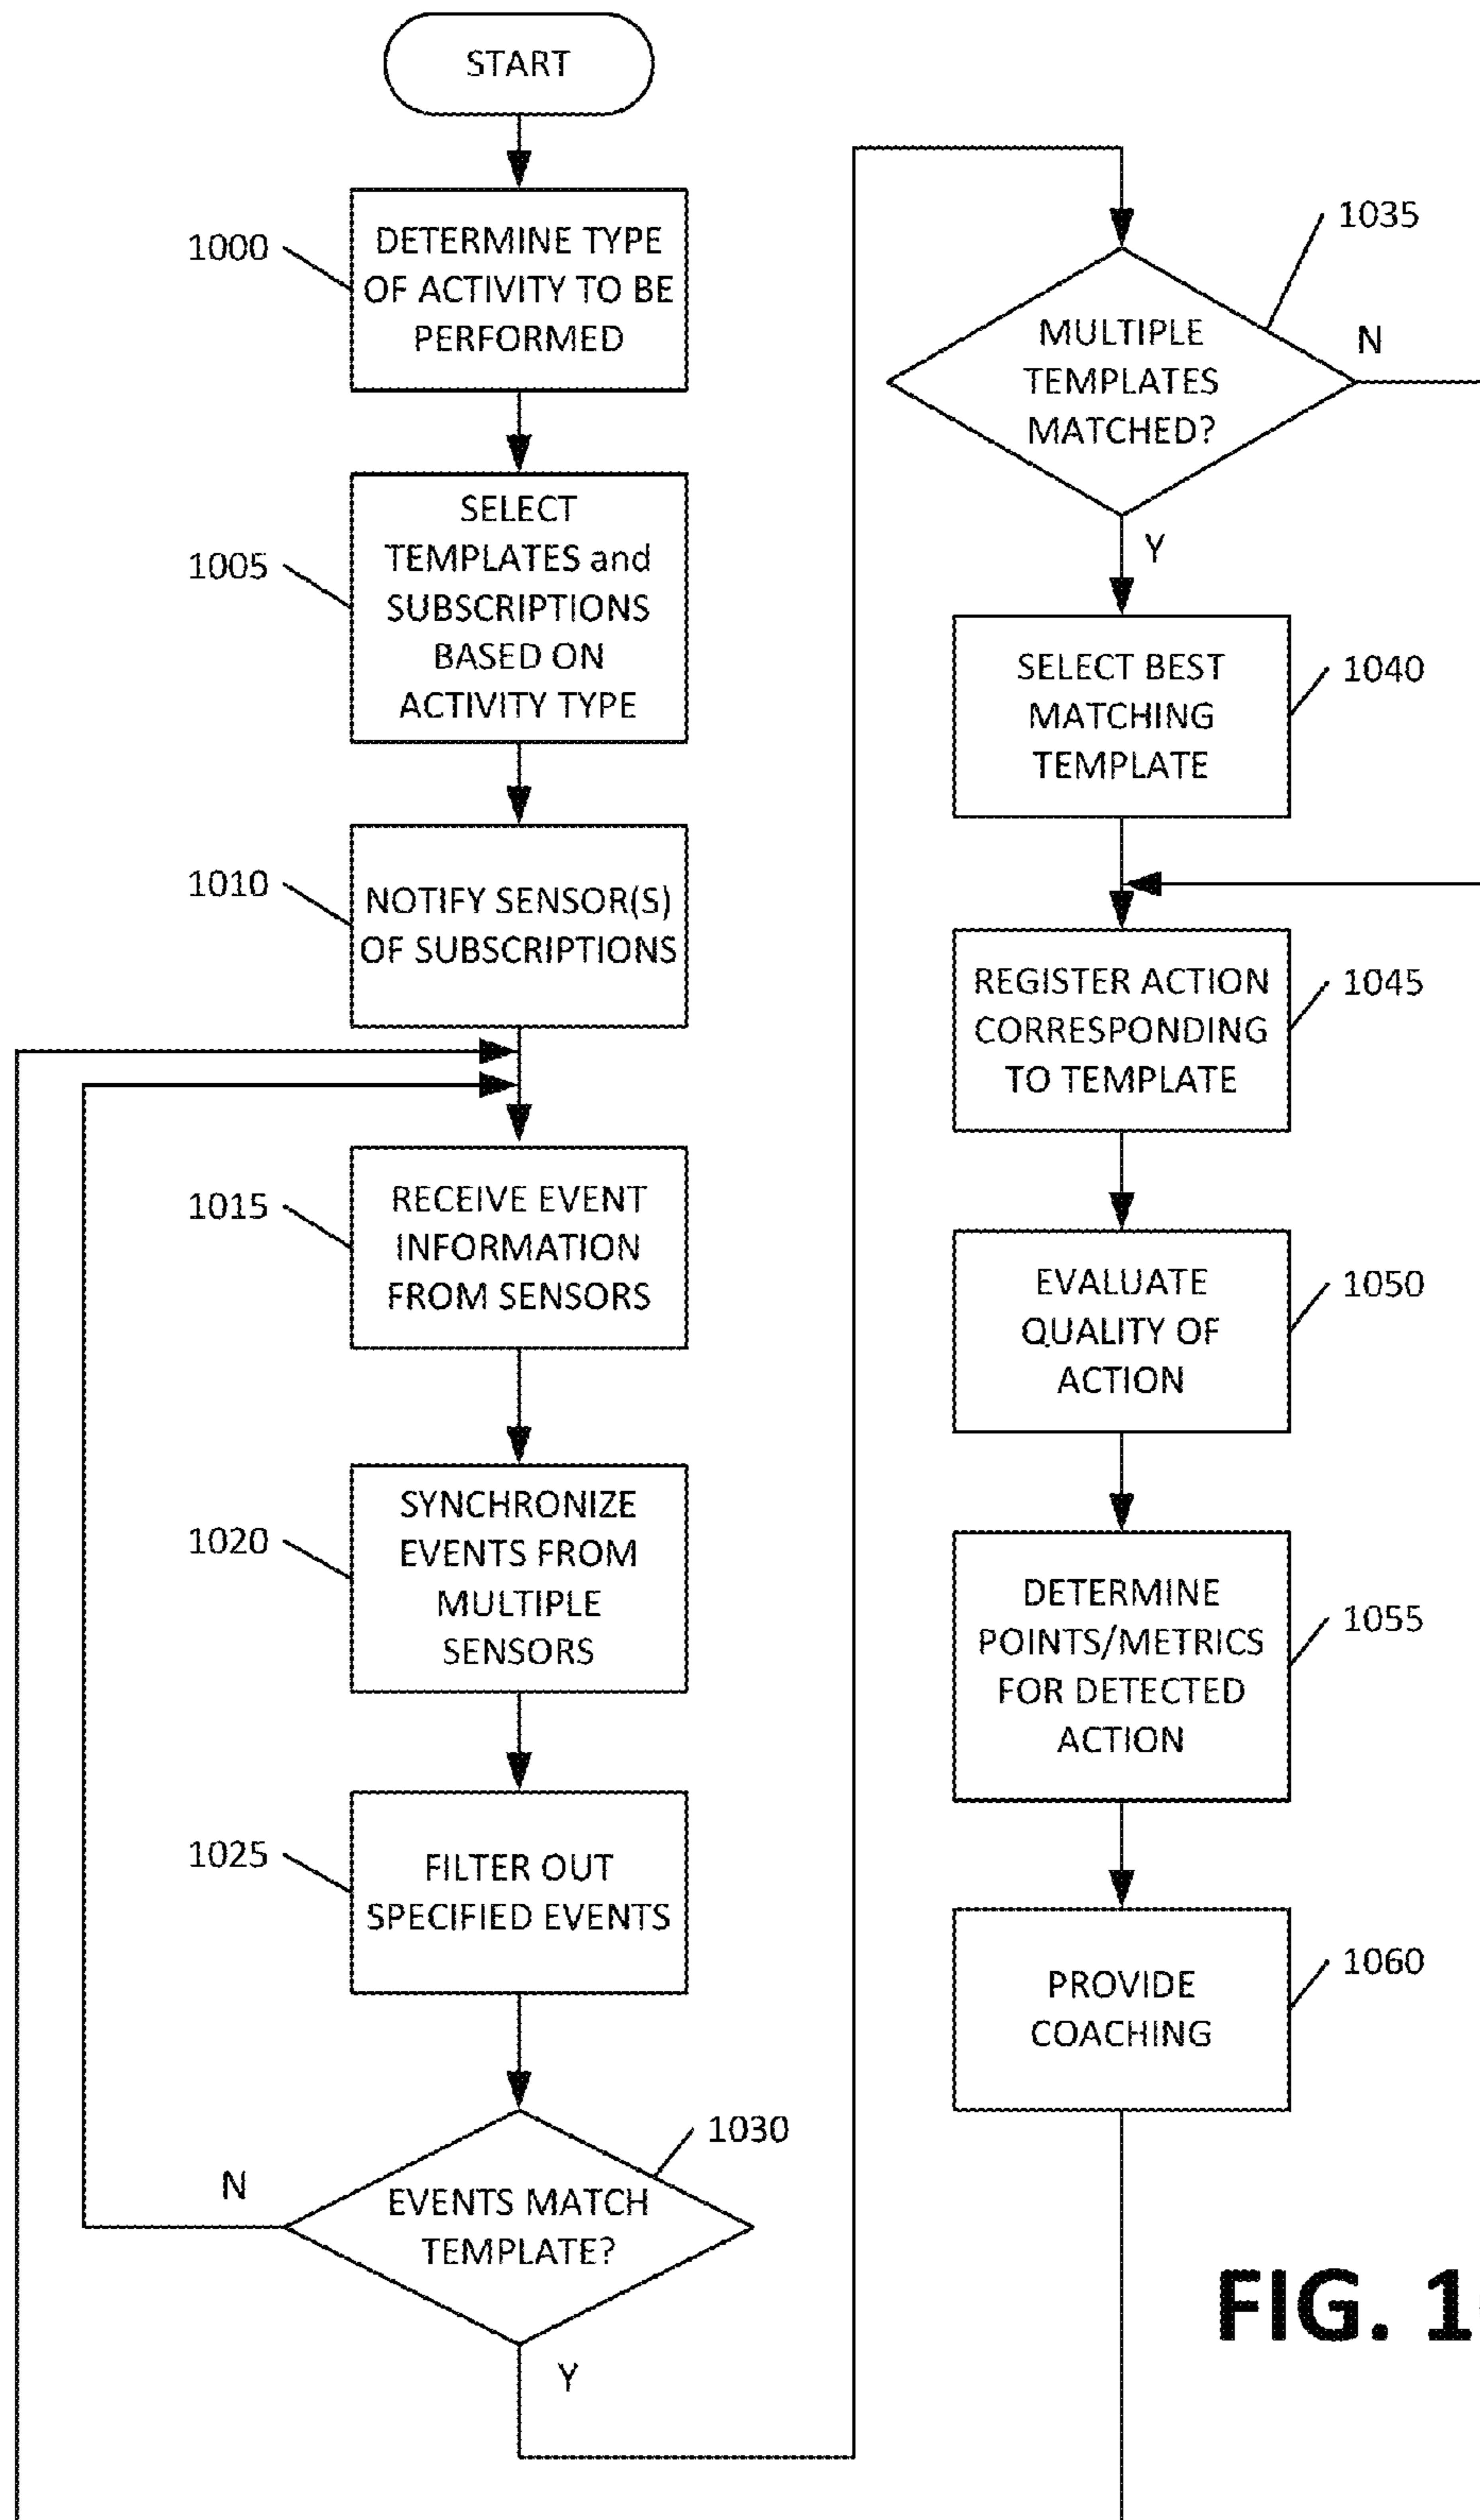 START
1000
DETERMINE TYPE
OF ACTIVITY TO BE
PERFORMED
1005
SELECT
TEMPLATES and
SUBSCRIPTIONS
BASED ON
ACTIVITY TYPE
1010
NOTIFY SENSOR(S)
OF SUBSCRIPTIONS
1015
RECEIVE EVENT
INFORMATION
FROM SENSORS
1020
SYNCHRONIZE
EVENTS FROM
MULTIPLE
SENSORS
1025
FILTER OUT
SPECIFIED EVENTS
1030
EVENTS MATCH
TEMPLATE?
N
Y
1035
MULTIPLE
TEMPLATES
MATCHED?
N
Y
SELECT BEST
MATCHING
TEMPLATE
1040
REGISTER ACTION
CORRESPONDING
TO TEMPLATE
1045
EVALUATE
QUALITY OF
ACTION
1050
DETERMINE
POINTS/METRICS
FOR DETECTED
ACTION
1055
PROVIDE
COACHING
1060
FIG. 1